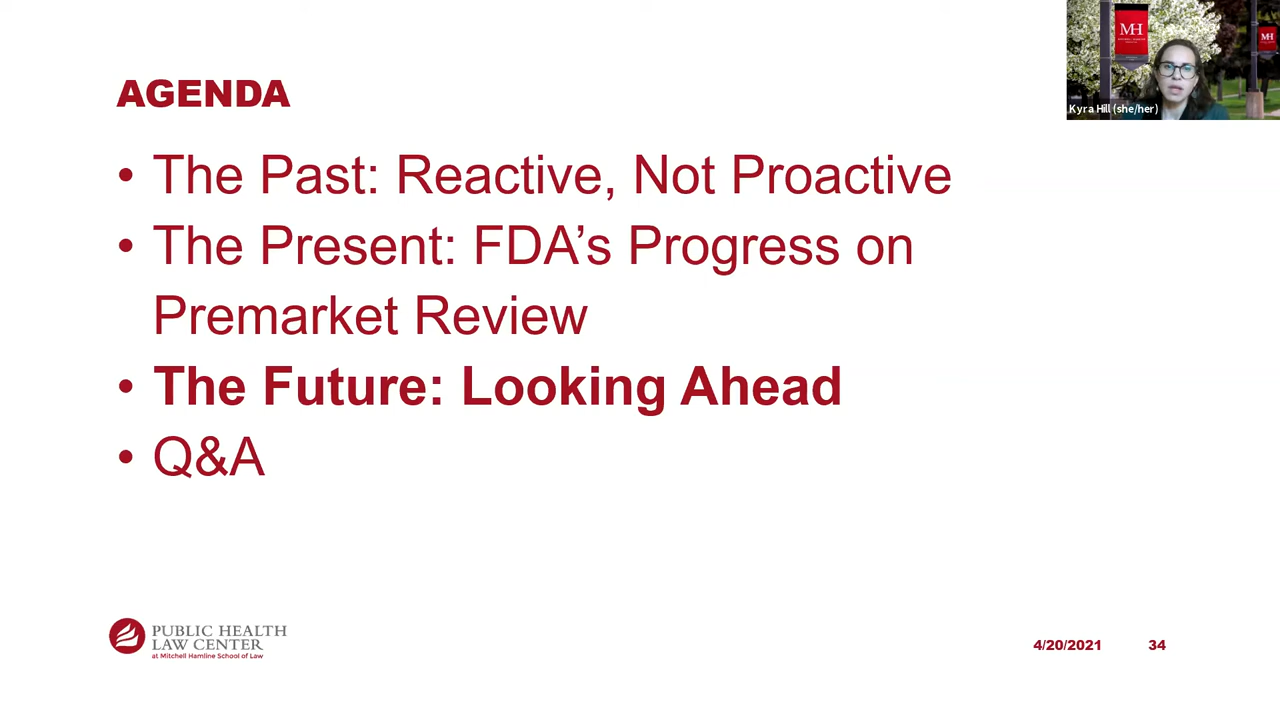 AGENDA
• The Past: Reactive, Not Proactive
• The Present: FDA’s Progress on
Premarket Review
• The Future: Looking Ahead
• Q&A
MH
MH
Kyra Hill (she/her)
PUBLIC HEALTH
LAW CENTER
at Mitchell Hamline School of Law
4/20/2021
34